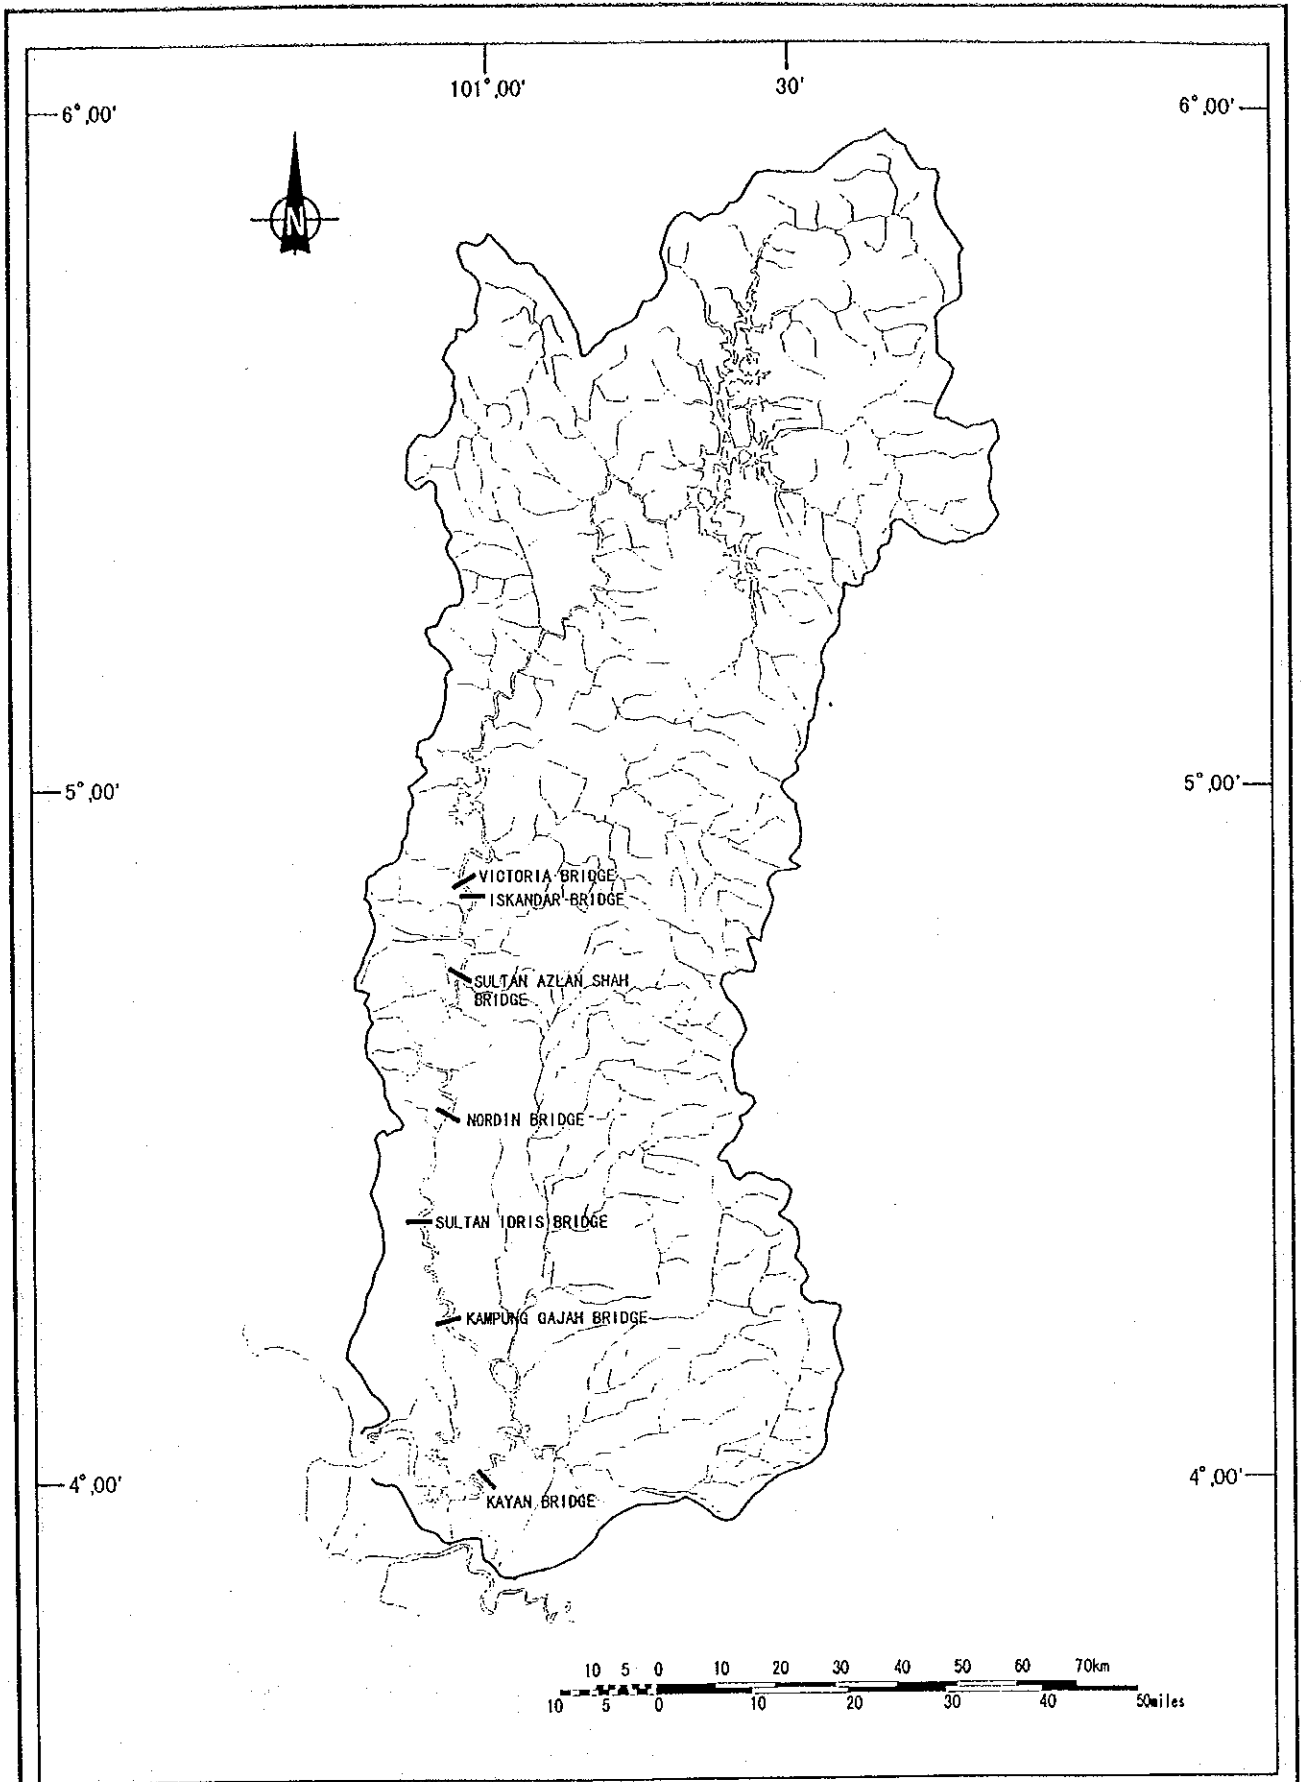 101°,00' 30'
6°,00' 6°,00'
N
5°,00' 5°,00'
VICTORIA BRIDGE
ISKANDAR BRIDGE
SULTAN AZLAN SHAH
BRIDGE
NORDIN BRIDGE
SULTAN IDRIS BRIDGE
KAMPUNG GAJAH BRIDGE
4°,00' 4°,00'
KAYAN BRIDGE
10 5 0 10 20 30 40 50 60 70km
10 5 0 10 20 30 40 50miles